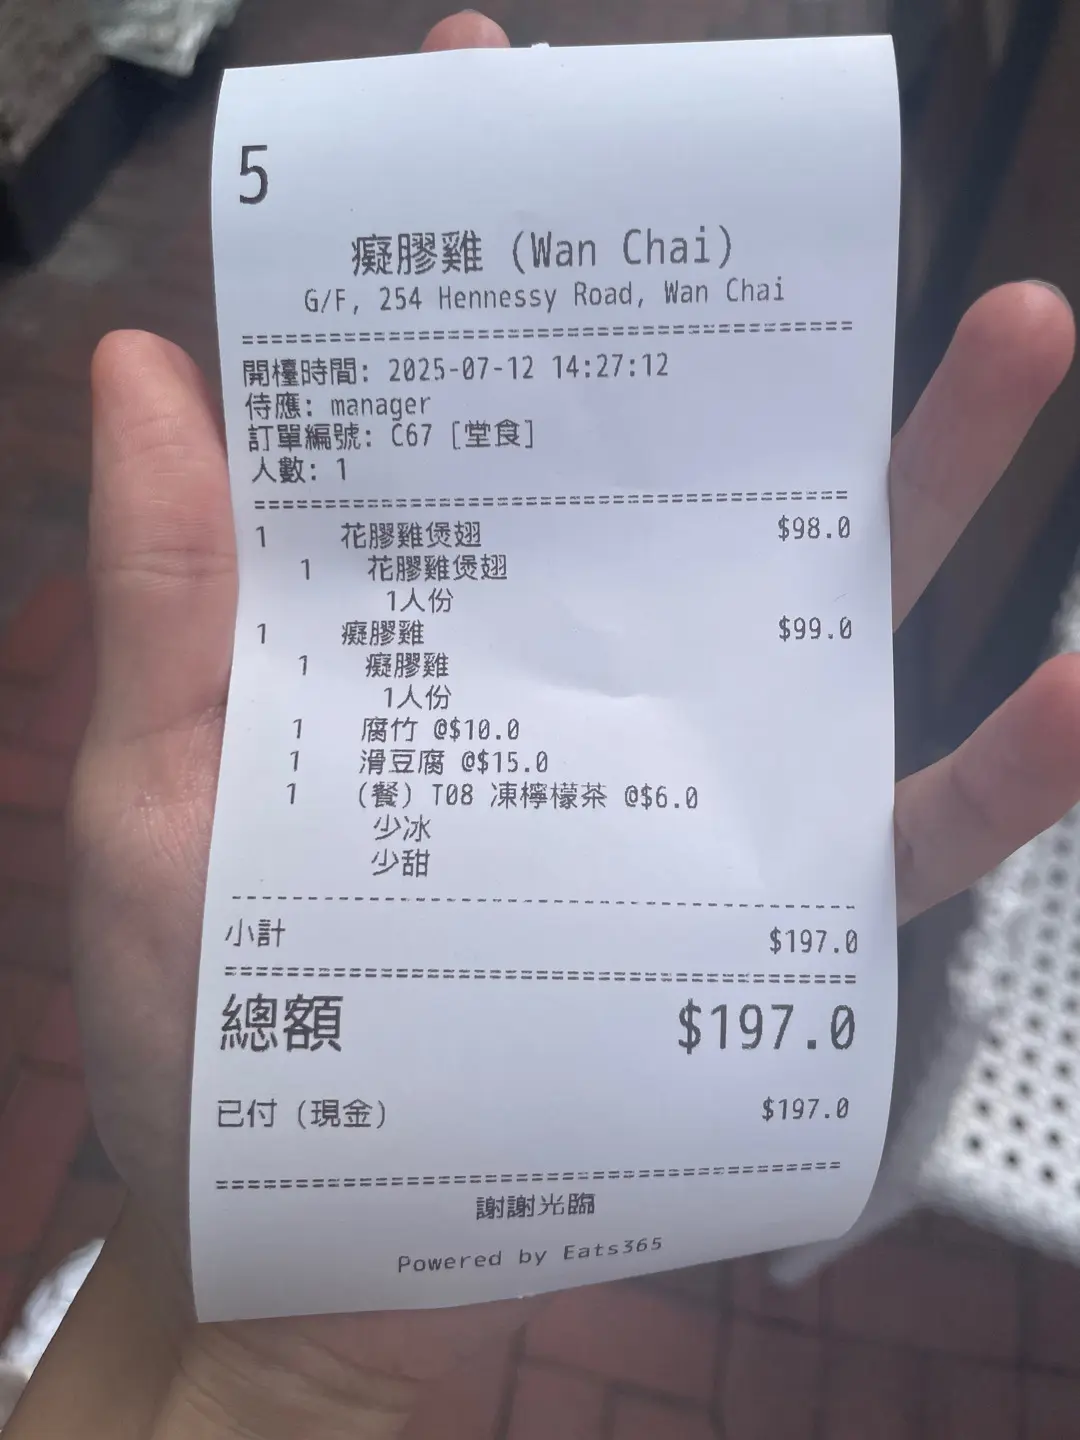 5
癡膠雞 (Wan Chai)
G/F, 254 Hennessy Road, Wan Chai
開檯時間: 2025-07-12 14:27:12
侍應: manager
訂單編號: C67 [堂食]
人數: 1
1 花膠雞煲翅 $98.0
1 花膠雞煲翅
1人份
1 癡膠雞 $99.0
1 癡膠雞
1人份
1 腐竹 @$10.0
1 滑豆腐 @$15.0
1 (餐) T08 凍檸檬茶 @$6.0
少冰
少甜
小計 $197.0
總額 $197.0
已付 (現金) $197.0
謝謝光臨
Powered by Eats365